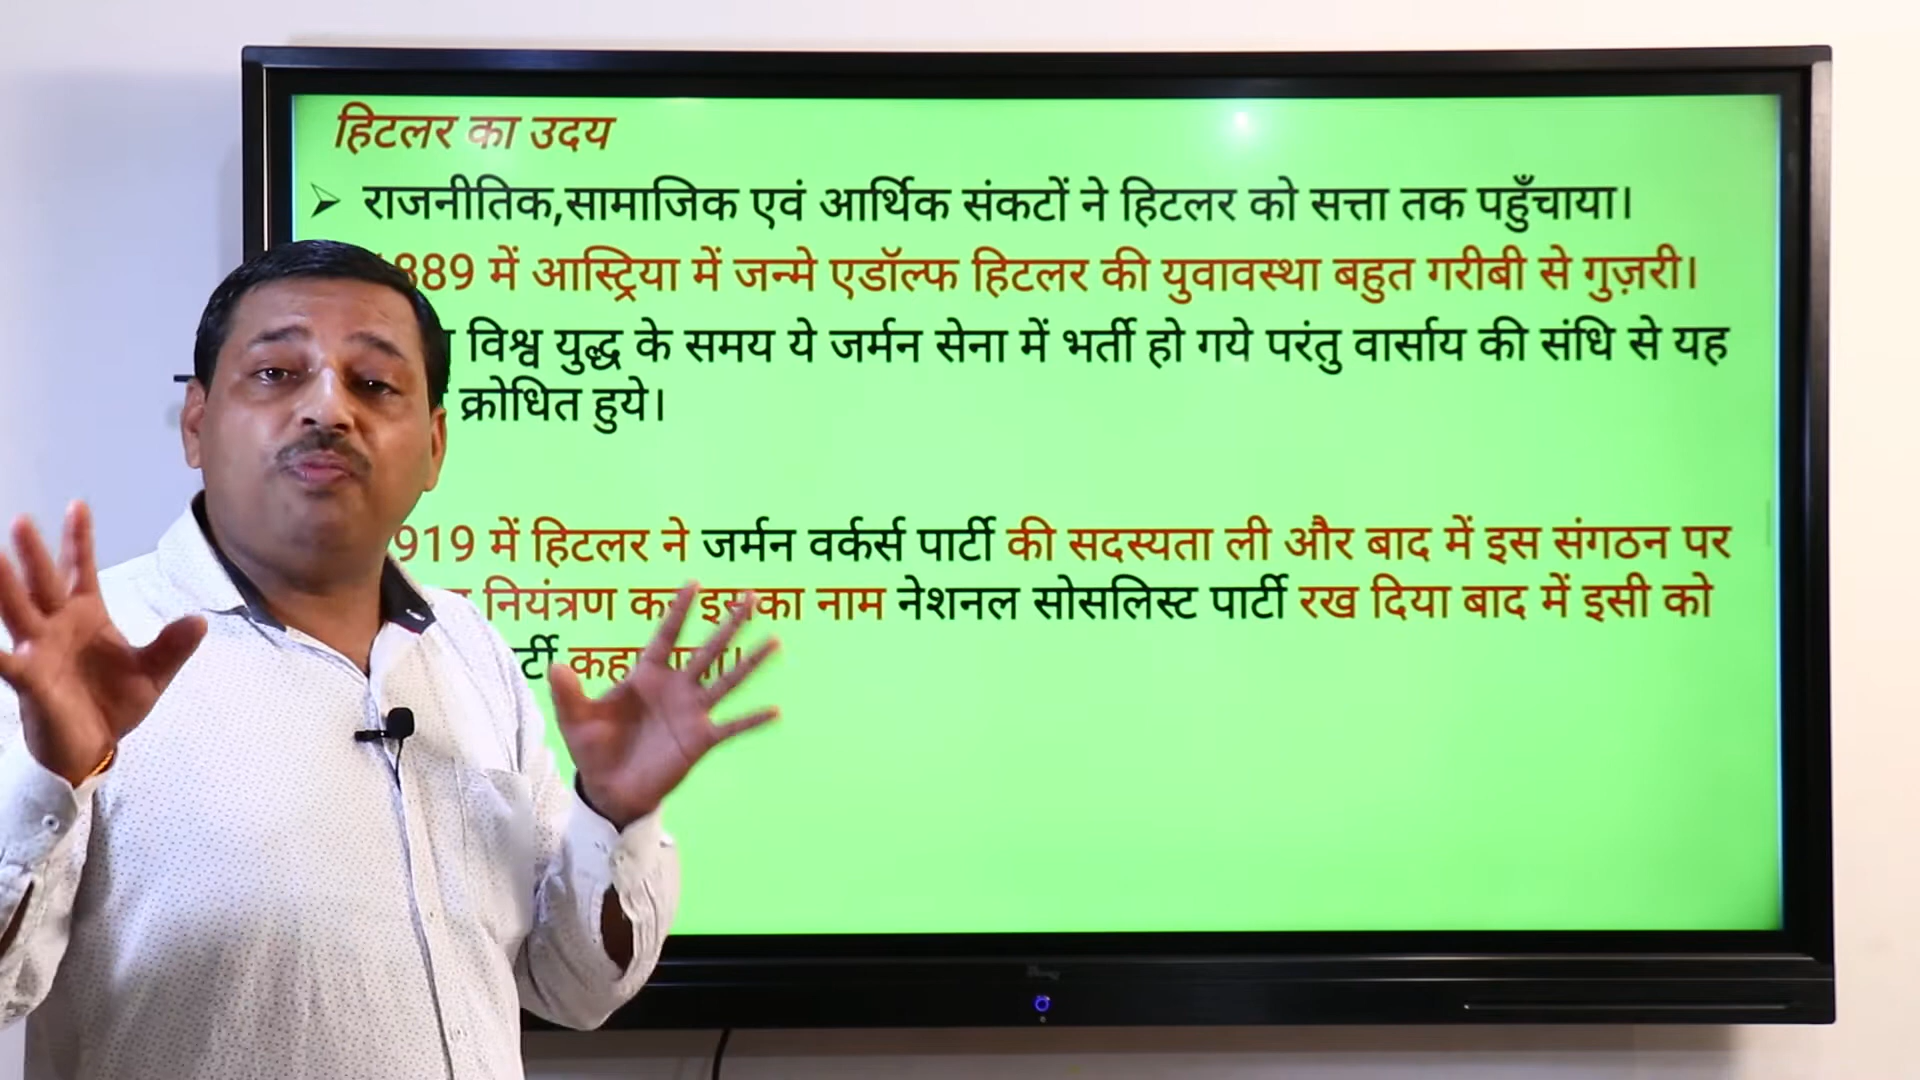 हिटलर का उदय
➢ राजनीतिक,सामाजिक एवं आर्थिक संकटों ने हिटलर को सत्ता तक पहुँचाया।
में आस्ट्रिया में जन्मे एडॉल्फ हिटलर की युवावस्था बहुत गरीबी से गुज़री।
विश्व युद्ध के समय ये जर्मन सेना में भर्ती हो गये परंतु वार्साय की संधि से यह
क्रोधित हुये।
में हिटलर ने जर्मन वर्कर्स पार्टी की सदस्यता ली और बाद में इस संगठन पर
नियंत्रण कर इसका नाम नेशनल सोसलिस्ट पार्टी रख दिया बाद में इसी को